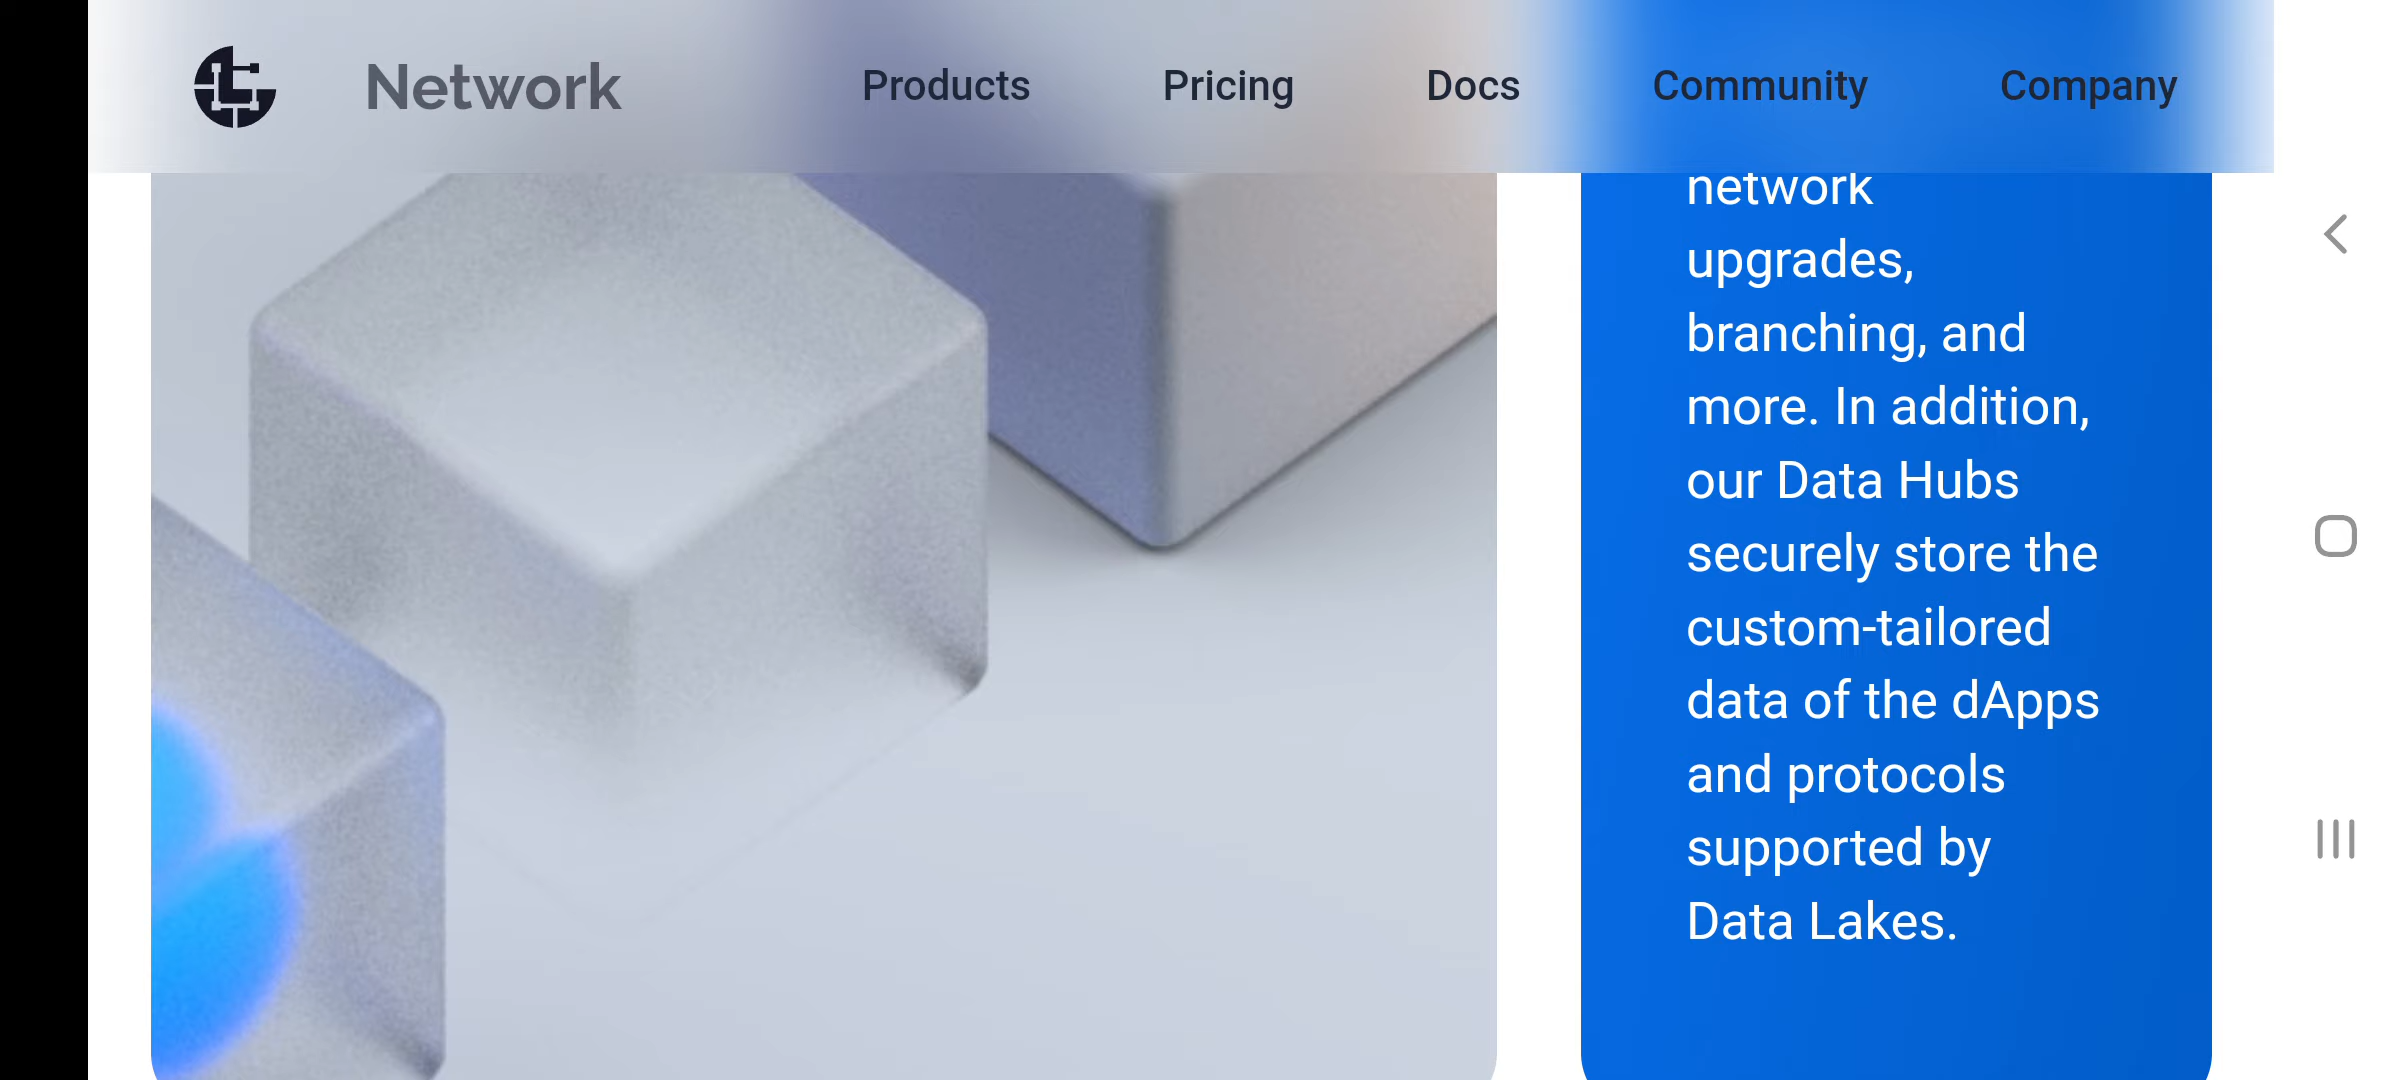 Network
Products Pricing Docs Community Company
network
upgrades,
branching, and
more. In addition,
our Data Hubs
securely store the
custom-tailored
data of the dApps
and protocols
supported by
Data Lakes.